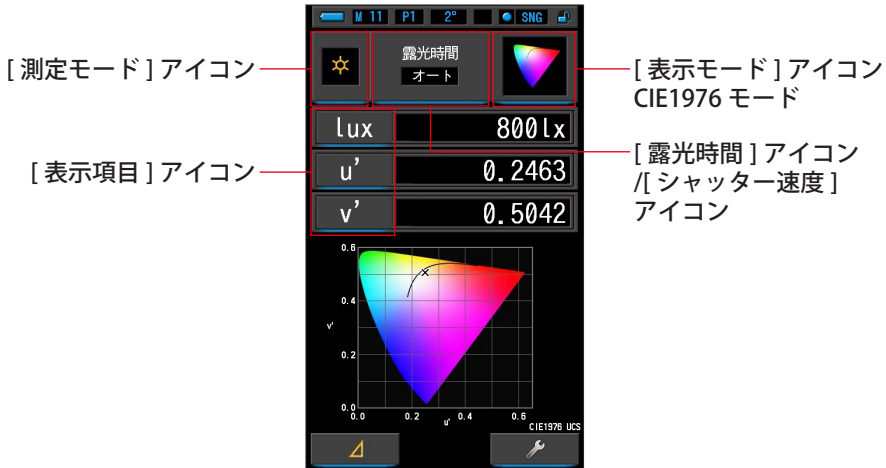 M 11 P1 2° SNG
[ 測定モード ] アイコン
露光時間
オート
[ 表示モード ] アイコン
CIE1976 モード
lux 800lx
u' 0.2463
v' 0.5042
[ 表示項目 ] アイコン
[ 露光時間 ] アイコン
/[ シャッター速度 ]
アイコン
0.6
0.4
v'
0.2
0.0
0.0 0.2 u' 0.4 0.6
CIE1976 UCS